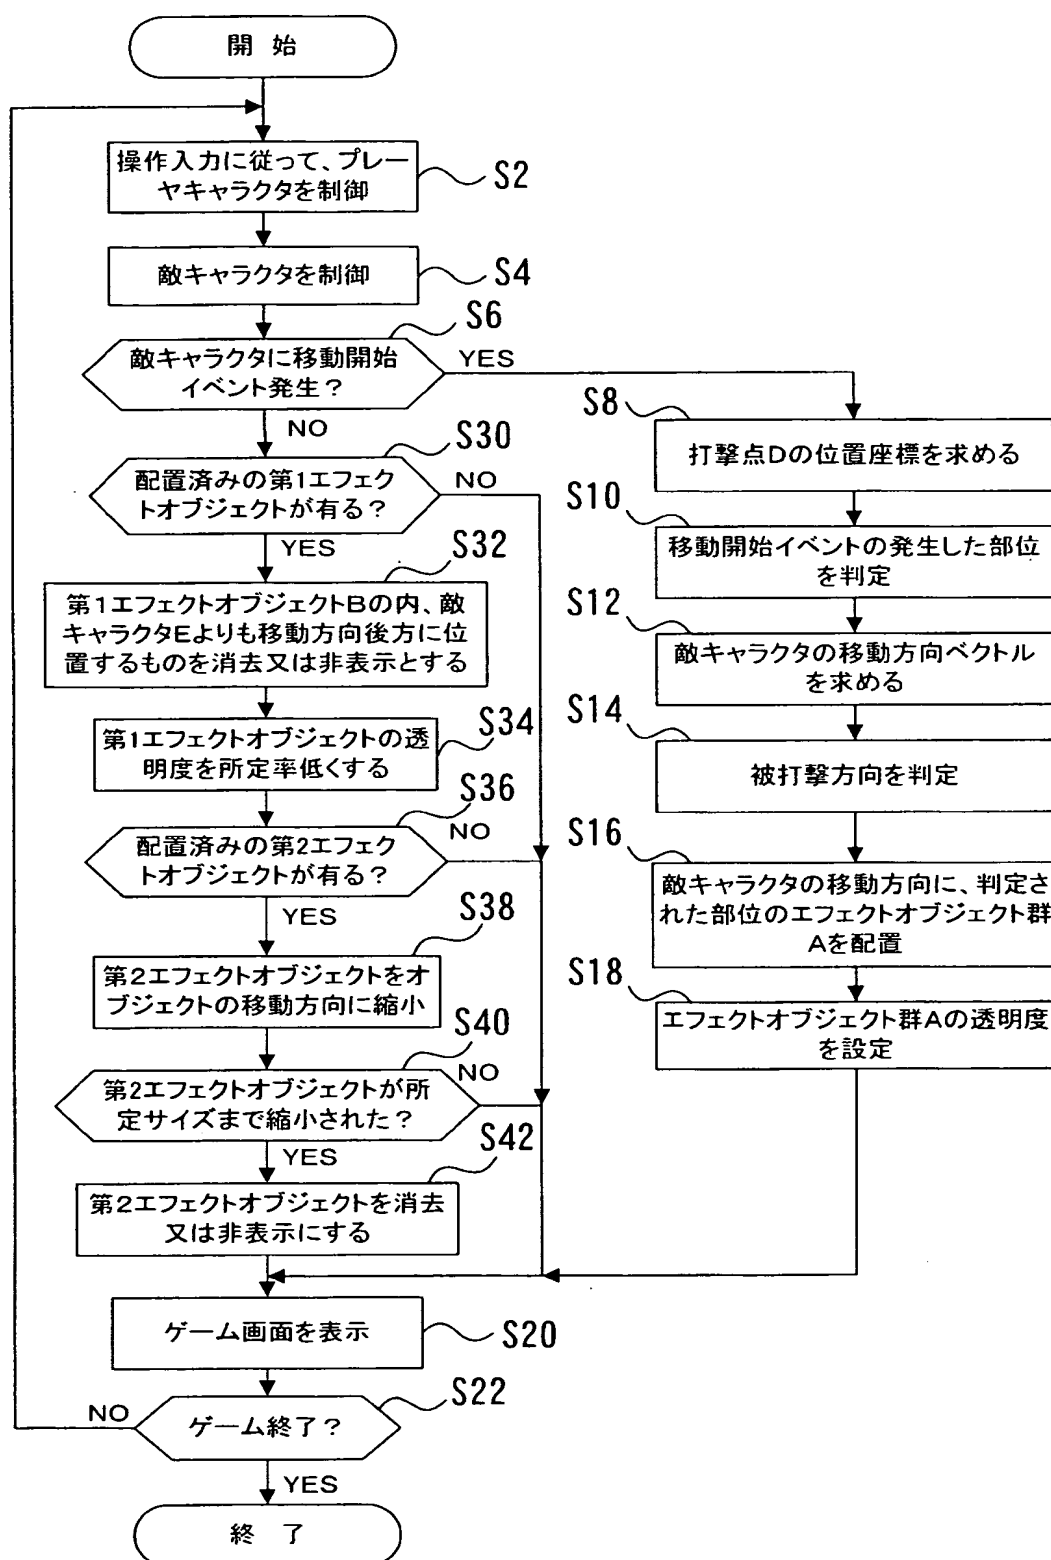 開 始
操作入力に従って、プレー
ヤキャラクタを制御
S2
敵キャラクタを制御
S4
S6
敵キャラクタに移動開始
イベント発生?
YES
NO
S8
打撃点Dの位置座標を求める
S10
移動開始イベントの発生した部位
を判定
S12
敵キャラクタの移動方向ベクトル
を求める
S14
被打撃方向を判定
S16
敵キャラクタの移動方向に、判定さ
れた部位のエフェクトオブジェクト群
Aを配置
S18
エフェクトオブジェクト群Aの透明度
を設定
S30
配置済みの第1エフェク
トオブジェクトが有る?
NO
YES
S32
第1エフェクトオブジェクトBの内、敵
キャラクタEよりも移動方向後方に位
置するものを消去又は非表示とする
S34
第1エフェクトオブジェクトの透
明度を所定率低くする
S36
配置済みの第2エフェク
トオブジェクトが有る?
NO
YES
S38
第2エフェクトオブジェクトをオ
ブジェクトの移動方向に縮小
S40
第2エフェクトオブジェクトが所
定サイズまで縮小された?
NO
YES
S42
第2エフェクトオブジェクトを消去
又は非表示にする
ゲーム画面を表示
S20
S22
ゲーム終了?
NO
YES
終 了